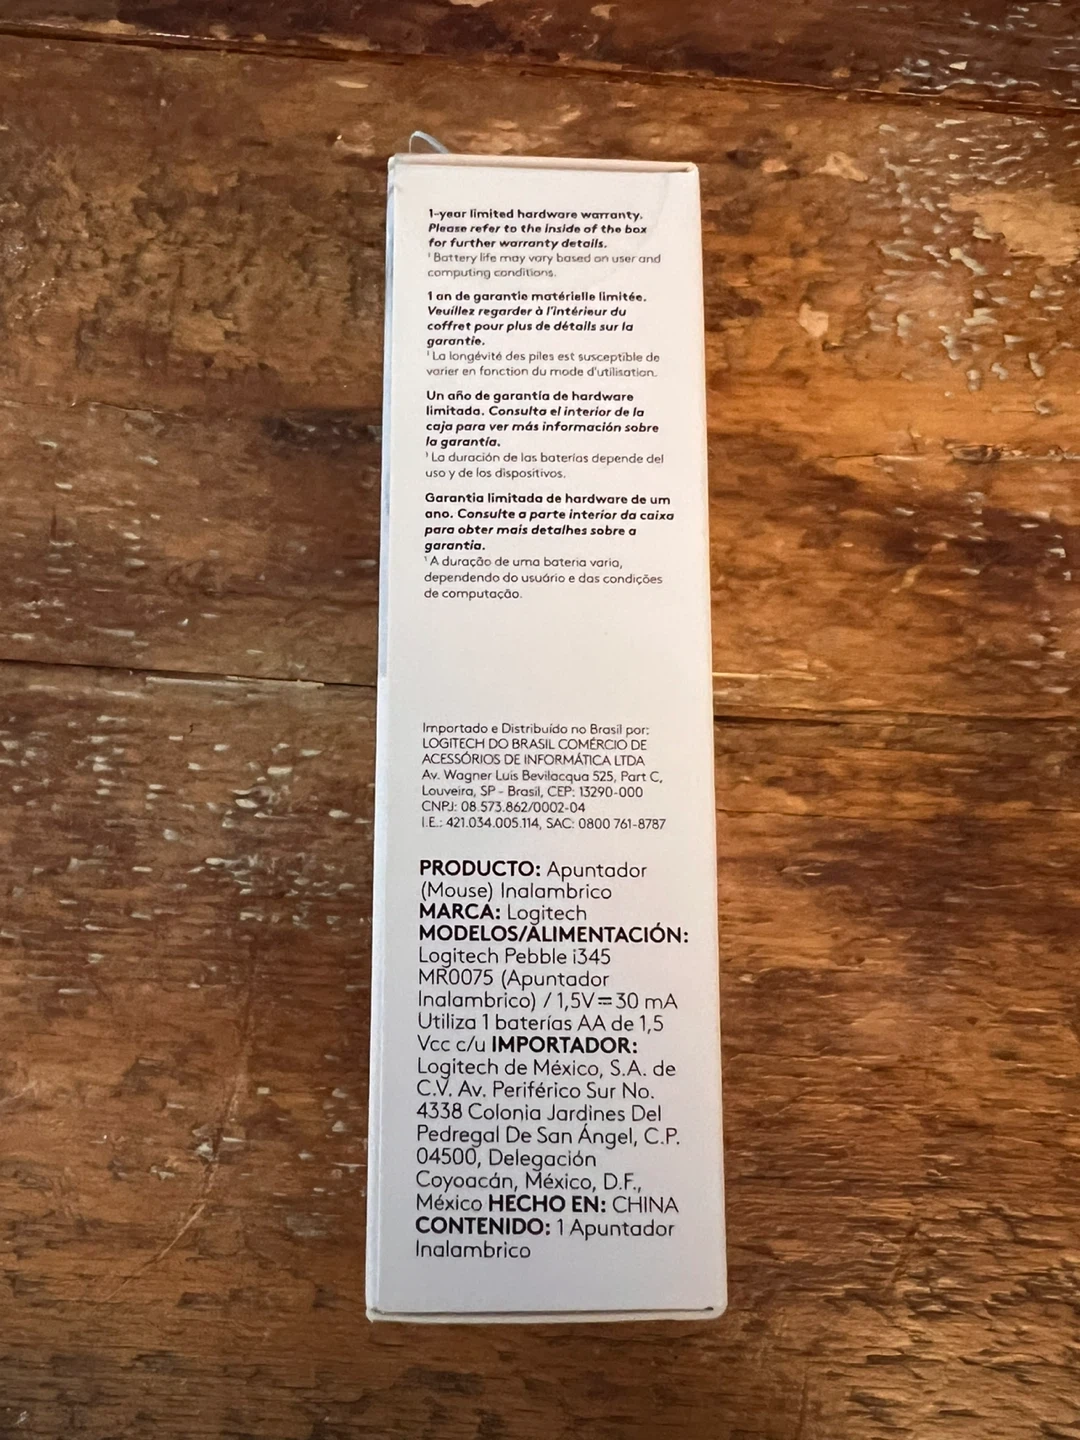 1-year limited hardware warranty.
Please refer to the inside of the box
for further warranty details.
¹ Battery life may vary based on user and
computing conditions.
1 an de garantie matérielle limitée.
Veuillez regarder à l'intérieur du
coffret pour plus de détails sur la
garantie.
¹ La longévité des piles est susceptible de
varier en fonction du mode d'utilisation.
Un año de garantía de hardware
limitada. Consulta el interior de la
caja para ver más información sobre
la garantía.
¹ La duración de las baterías depende del
uso y de los dispositivos.
Garantia limitada de hardware de um
ano. Consulte a parte interior da caixa
para obter mais detalhes sobre a
garantia.
¹ A duração de uma bateria varia,
dependendo do usuário e das condições
de computação.
Importado e Distribuído no Brasil por:
LOGITECH DO BRASIL COMÉRCIO DE
ACESSÓRIOS DE INFORMÁTICA LTDA
Av. Wagner Luis Bevilacqua 525, Part C,
Louveira, SP - Brasil, CEP: 13290-000
CNPJ: 08.573.862/0002-04
I.E.: 421.034.005.114, SAC: 0800 761-8787
PRODUCTO: Apuntador
(Mouse) Inalambrico
MARCA: Logitech
MODELOS/ALIMENTACIÓN:
Logitech Pebble i345
MR0075 (Apuntador
Inalambrico) / 1,5V⎓30 mA
Utiliza 1 baterías AA de 1,5
Vcc c/u IMPORTADOR:
Logitech de México, S.A. de
C.V. Av. Periférico Sur No.
4338 Colonia Jardines Del
Pedregal De San Ángel, C.P.
04500, Delegación
Coyoacán, México, D.F.,
México HECHO EN: CHINA
CONTENIDO: 1 Apuntador
Inalambrico